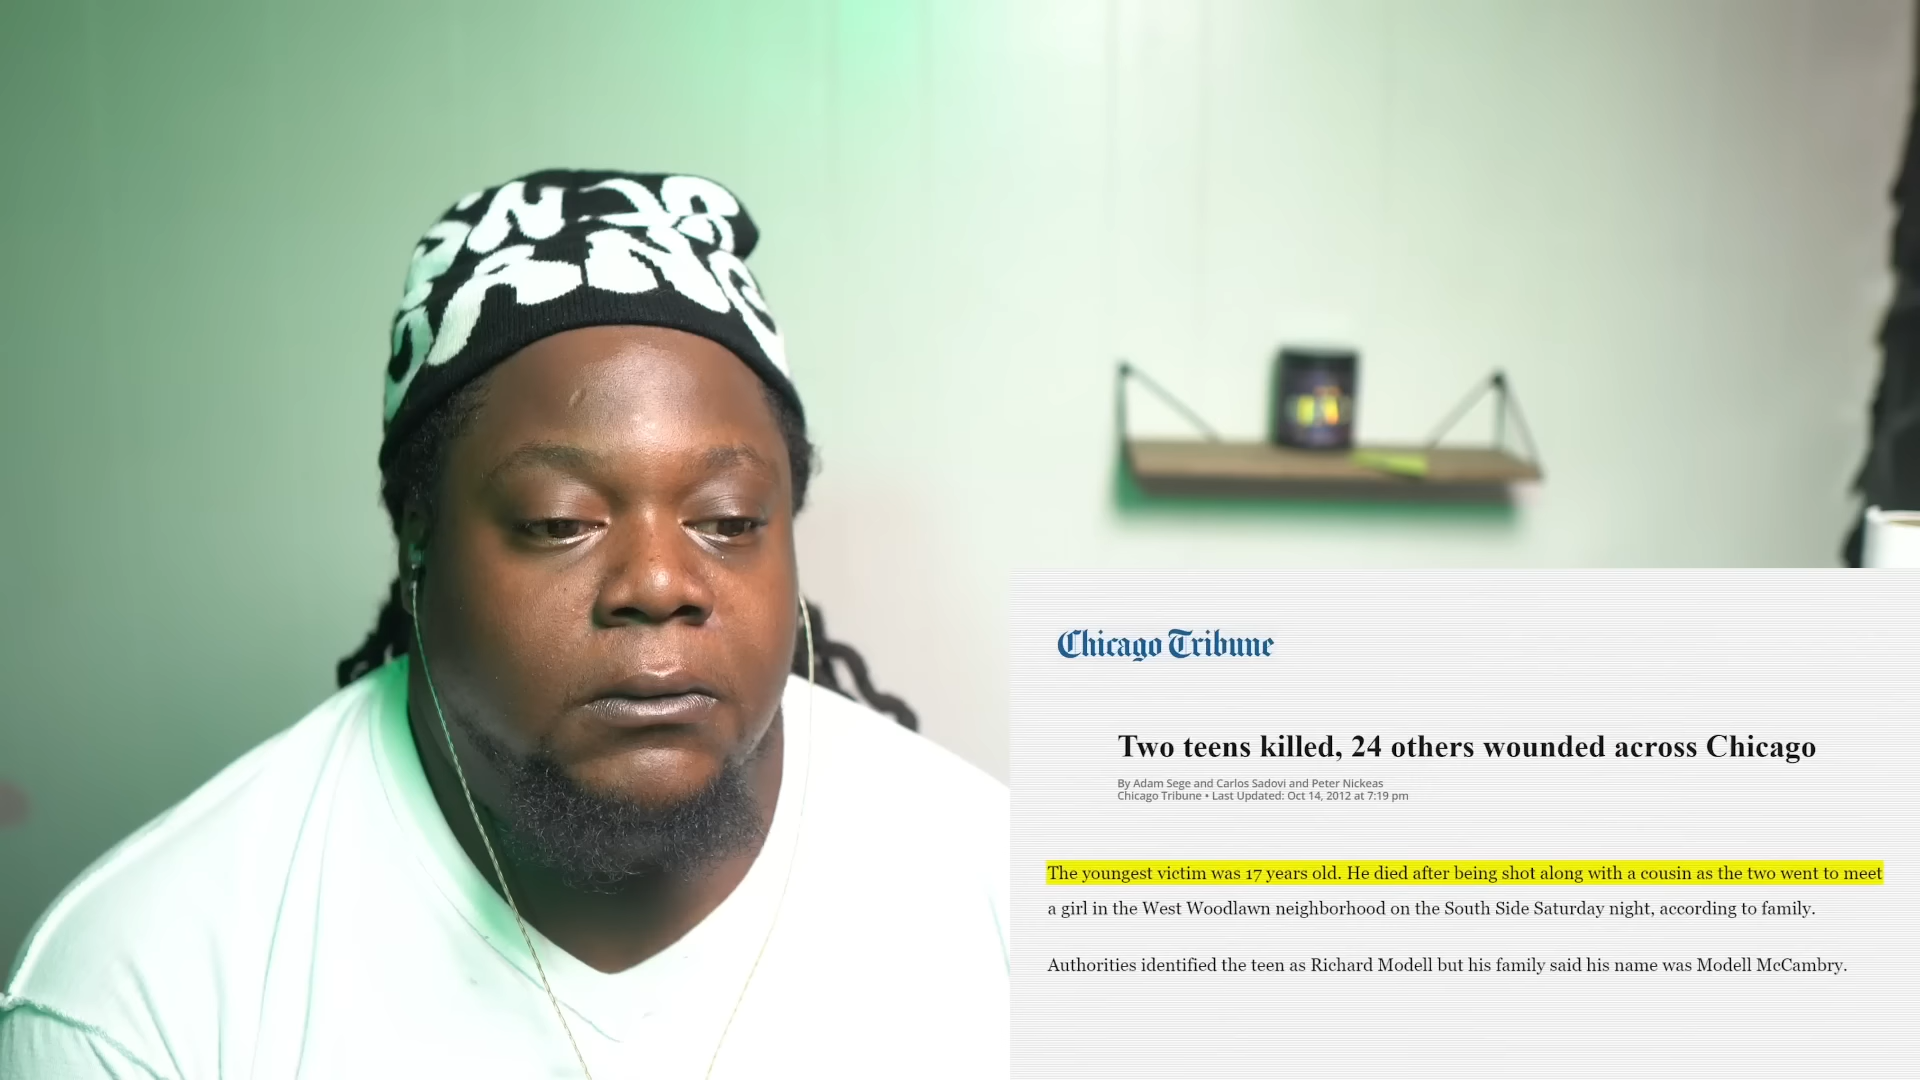 Chicago Tribune
Two teens killed, 24 others wounded across Chicago
By Adam Sege and Carlos Sadovi and Peter Nickeas
Chicago Tribune • Last Updated: Oct 14, 2012 at 7:19 pm
The youngest victim was 17 years old. He died after being shot along with a cousin as the two went to meet
a girl in the West Woodlawn neighborhood on the South Side Saturday night, according to family.
Authorities identified the teen as Richard Modell but his family said his name was Modell McCambry.